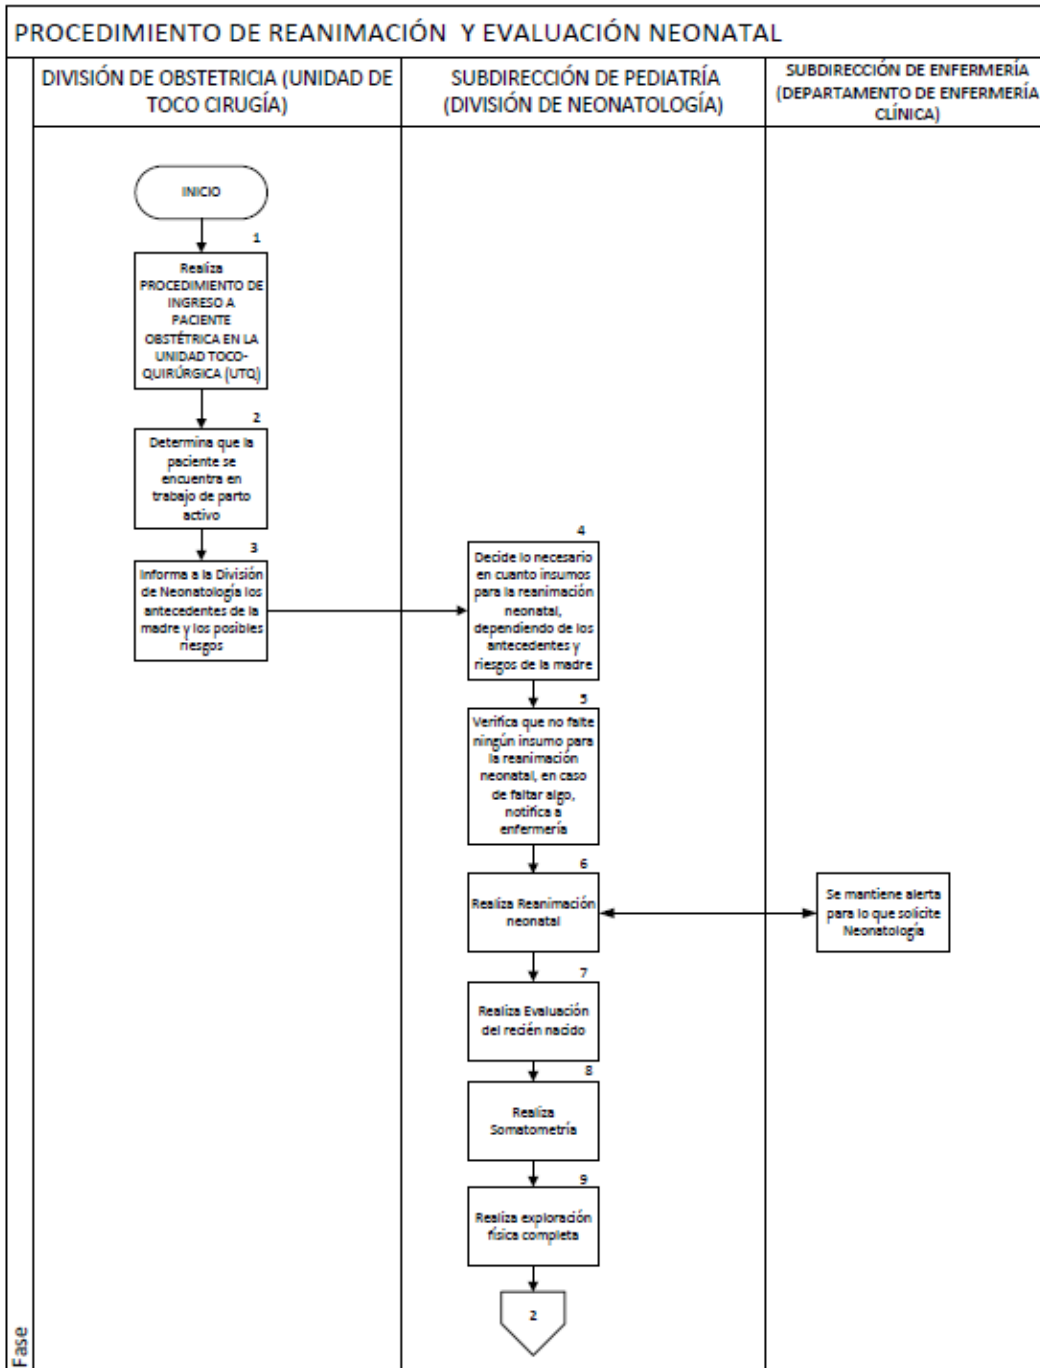 PROCEDIMIENTO DE REANIMACIÓN Y EVALUACIÓN NEONATAL
DIVISIÓN DE OBSTETRICIA (UNIDAD DE
TOCO CIRUGÍA)
SUBDIRECCIÓN DE PEDIATRÍA
(DIVISIÓN DE NEONATOLOGÍA)
SUBDIRECCIÓN DE ENFERMERÍA
(DEPARTAMENTO DE ENFERMERÍA
CLÍNICA)
INICIO
1
Realiza
PROCEDIMIENTO DE
INGRESO A
PACIENTE
OBSTÉTRICA EN LA
UNIDAD TOCO-
QUIRÚRGICA (UTQ)
2
Determina que la
paciente se
encuentra en
trabajo de parto
activo
3
Informa a la División
de Neonatología los
antecedentes de la
madre y los posibles
riesgos
4
Decide lo necesario
en cuanto insumos
para la reanimación
neonatal,
dependiendo de los
antecedentes y
riesgos de la madre
5
Verifica que no falte
ningún insumo para
la reanimación
neonatal, en caso
de faltar algo,
notifica a
enfermería
6
Realiza Reanimación
neonatal
Se mantiene alerta
para lo que solicite
Neonatología
7
Realiza Evaluación
del recién nacido
8
Realiza
Somatometría
9
Realiza exploración
física completa
2
Fase